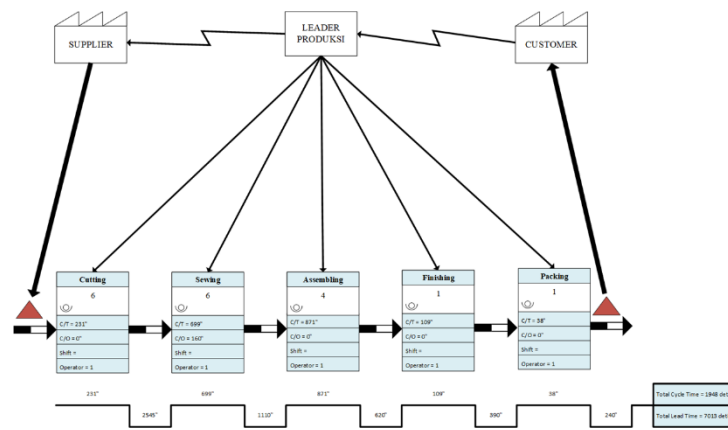 SUPPLIER
LEADER
PRODUKSI
CUSTOMER
Cutting
6
C/T = 231"
C/O = 0"
Shift =
Operator = 1
Sewing
6
C/T = 699"
C/O = 160"
Shift =
Operator = 1
Assembling
4
C/T = 871"
C/O = 0"
Shift =
Operator = 1
Finishing
1
C/T = 109"
C/O = 0"
Shift =
Operator = 1
Packing
1
C/T = 38"
C/O = 0"
Shift =
Operator = 1
231"
699"
871"
109"
38"
Total Cycle Time = 1948 det
2545"
1110"
620"
390"
240"
Total Lead Time = 7013 det